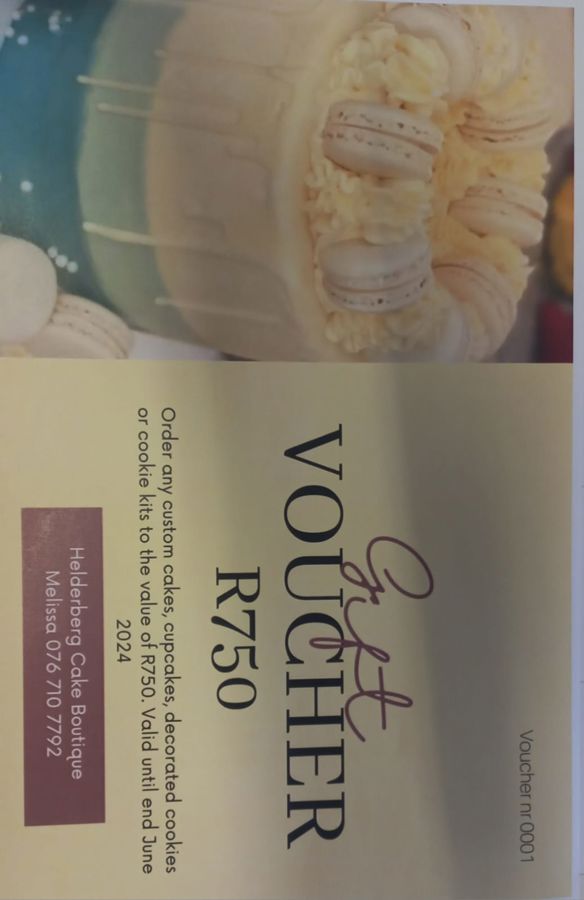 Voucher nr 0001
Gift
VOUCHER
R750
Order any custom cakes, cupcakes, decorated cookies
or cookie kits to the value of R750. Valid until end June
2024
Helderberg Cake Boutique
Melissa 076 710 7792